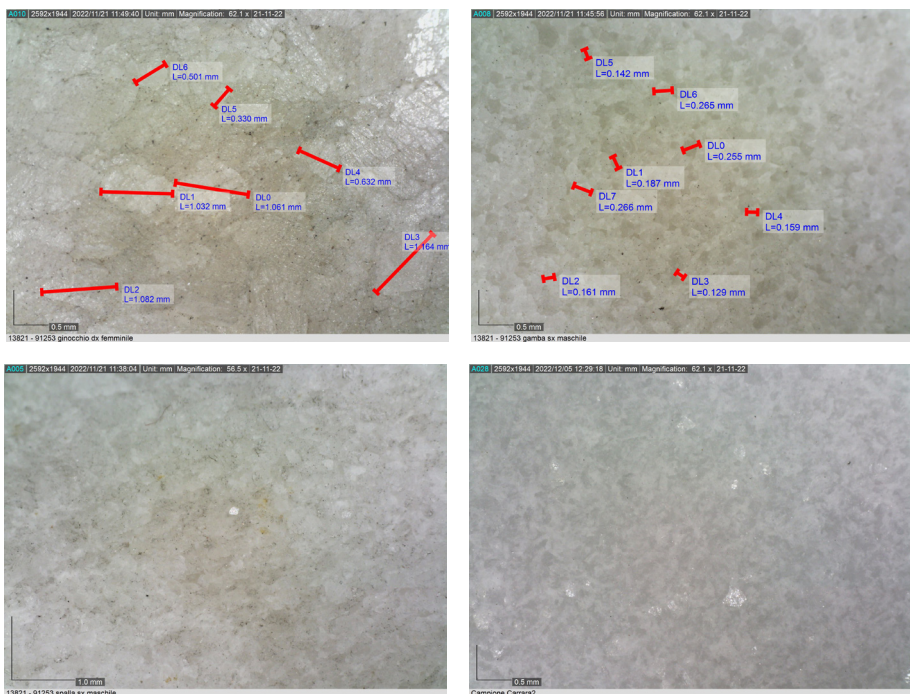 A010 | 2592x1944 | 2022/11/21 11:49:40 | Unit: mm | Magnification: 62.1 x | 21-11-22
DL6
L=0.501 mm
DL5
L=0.330 mm
DL4
L=0.632 mm
DL1
L=1.032 mm
DL0
L=1.061 mm
DL3
L=1.164 mm
DL2
L=1.082 mm
0.5 mm
13821 - 91253 ginocchio dx femminile
A008 | 2592x1944 | 2022/11/21 11:45:56 | Unit: mm | Magnification: 62.1 x | 21-11-22
DL5
L=0.142 mm
DL6
L=0.265 mm
DL0
L=0.255 mm
DL1
L=0.187 mm
DL7
L=0.266 mm
DL4
L=0.159 mm
DL2
L=0.161 mm
DL3
L=0.129 mm
0.5 mm
13821 - 91253 gamba sx maschile
A005 | 2592x1944 | 2022/11/21 11:38:04 | Unit: mm | Magnification: 56.5 x | 21-11-22
1.0 mm
13821 - 91253 spalla sx maschile
A028 | 2592x1944 | 2022/12/05 12:29:18 | Unit: mm | Magnification: 62.1 x | 21-11-22
0.5 mm
Campione Carrara2